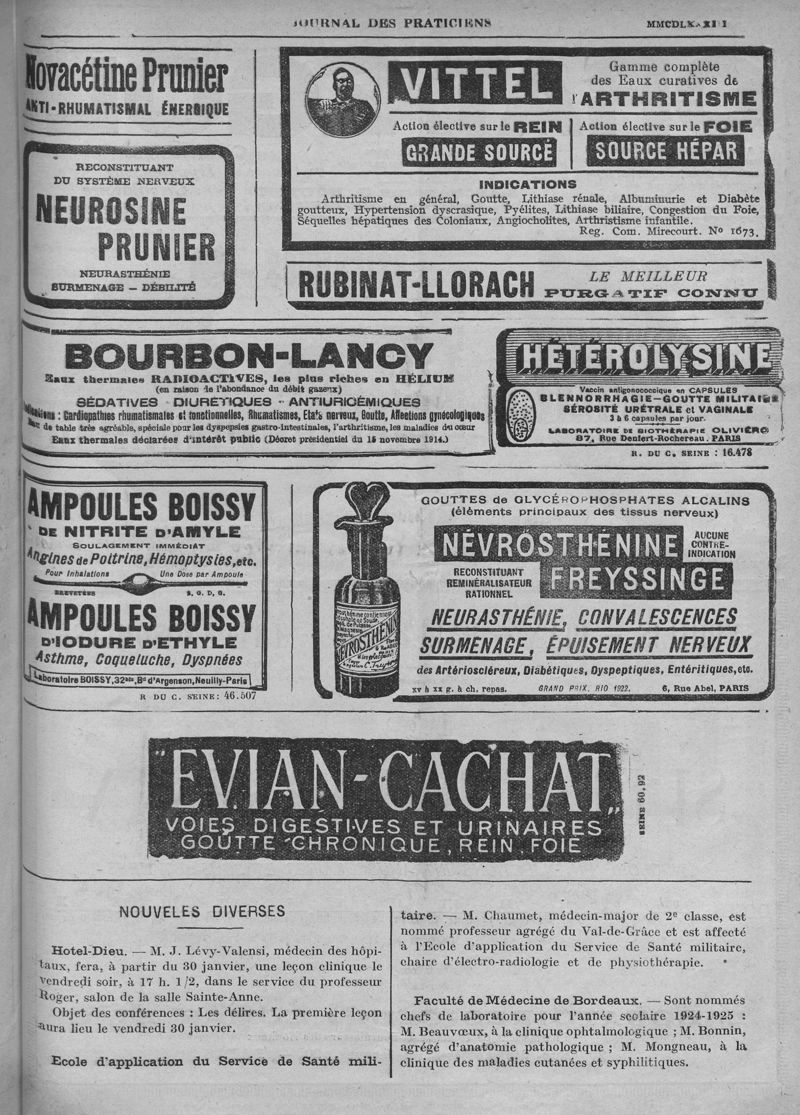 JOURNAL DES PRATICIENS
Novacétine Prunier
ANTI-RHUMATISMAL ÉNERGIQUE
RECONSTITUANT
DU SYSTÈME NERVEUX
NEUROSINE
PRUNIER
NEURASTHÉNIE
SURMENAGE – DÉBILITÉ
VITTEL
Gamme complète
des Eaux curatives de
l'ARTHRITISME
Action élective sur le REIN
GRANDE SOURCE
Action élective sur le FOIE
SOURCE HÉPAR
INDICATIONS
Arthritisme en général, Goutte, Lithiase rénale, Albuminurie et Diabète
goutteux, Hypertension dyscrasique, Pyélites, Lithiase biliaire, Congestion du Foie,
Séquelles hépatiques des Coloniaux, Angiocholites, Arthristisme infantile.
Reg. Com. Mirecourt. No 1673.
RUBINAT-LLORACH
LE MEILLEUR
PURGATIF CONNU
BOURBON-LANCY
Eaux thermales RADIOACTIVES, les plus riches en HÉLIUM
(en raison de l'abondance du débit gazeux)
SÉDATIVES - DIURÉTIQUES - ANTIURICÉMIQUES
: Cardiopathies rhumatismales et fonctionnelles, Rhumatismes, États nerveux, Goutte, Affections gynécologiques
de table très agréable, spéciale pour les dyspepsies gastro-intestinales, l'arthritisme, les maladies du cœur
Eaux thermales déclarées d'intérêt public (Décret présidentiel du 15 novembre 1914.)
HÉTÉROLYSINE
Vaccin antigonococcique en CAPSULES
BLENNORRHAGIE-GOUTTE MILITAIRE
SÉROSITÉ URÉTRALE et VAGINALE
3 à 6 capsules par jour.
LABORATOIRE DE BIOTHÉRAPIE OLIVIÉRO
87, Rue Denfert-Rochereau. PARIS
R. DU C. SEINE : 16.478
AMPOULES BOISSY
DE NITRITE D'AMYLE
SOULAGEMENT IMMÉDIAT
Angines de Poitrine, Hémoptysies, etc.
Pour Inhalations Une Dose par Ampoule
BREVETÉES S. G. D. G.
AMPOULES BOISSY
D'IODURE D'ETHYLE
Asthme, Coqueluche, Dyspnées
Laboratoire BOISSY, 32bis, Bd d'Argenson, Neuilly-Paris
R DU C. SEINE: 46.507
GOUTTES de GLYCÉROPHOSPHATES ALCALINS
(éléments principaux des tissus nerveux)
NÉVROSTHÉNINE
AUCUNE
CONTRE-
INDICATION
RECONSTITUANT
REMINÉRALISATEUR
RATIONNEL
FREYSSINGE
NEURASTHÉNIE, CONVALESCENCES
SURMENAGE, ÉPUISEMENT NERVEUX
des Artérioscléreux, Diabétiques, Dyspeptiques, Entéritiques, etc.
xv à xx g. à ch. repas. GRAND PRIX, RIO 1922. 6, Rue Abel, PARIS
NÉVROSTHÉNINE
"EVIAN-CACHAT"
VOIES DIGESTIVES ET URINAIRES
GOUTTE CHRONIQUE, REIN, FOIE
SEINE 60,92
NOUVELES DIVERSES
Hotel-Dieu. — M. J. Lévy-Valensi, médecin des hôpi-
taux, fera, à partir du 30 janvier, une leçon clinique le
vendredi soir, à 17 h. 1/2, dans le service du professeur
Roger, salon de la salle Sainte-Anne.
Objet des conférences : Les délires. La première leçon
aura lieu le vendredi 30 janvier.
Ecole d'application du Service de Santé mili-
taire. — M. Chaumet, médecin-major de 2e classe, est
nommé professeur agrégé du Val-de-Grâce et est affecté
à l'Ecole d'application du Service de Santé militaire,
chaire d'électro-radiologie et de physiothérapie.
Faculté de Médecine de Bordeaux. — Sont nommés
chefs de laboratoire pour l'année scolaire 1924-1925 :
M. Beauvœux, à la clinique ophtalmologique ; M. Bonnin,
agrégé d'anatomie pathologique ; M. Mongneau, à la
clinique des maladies cutanées et syphilitiques.